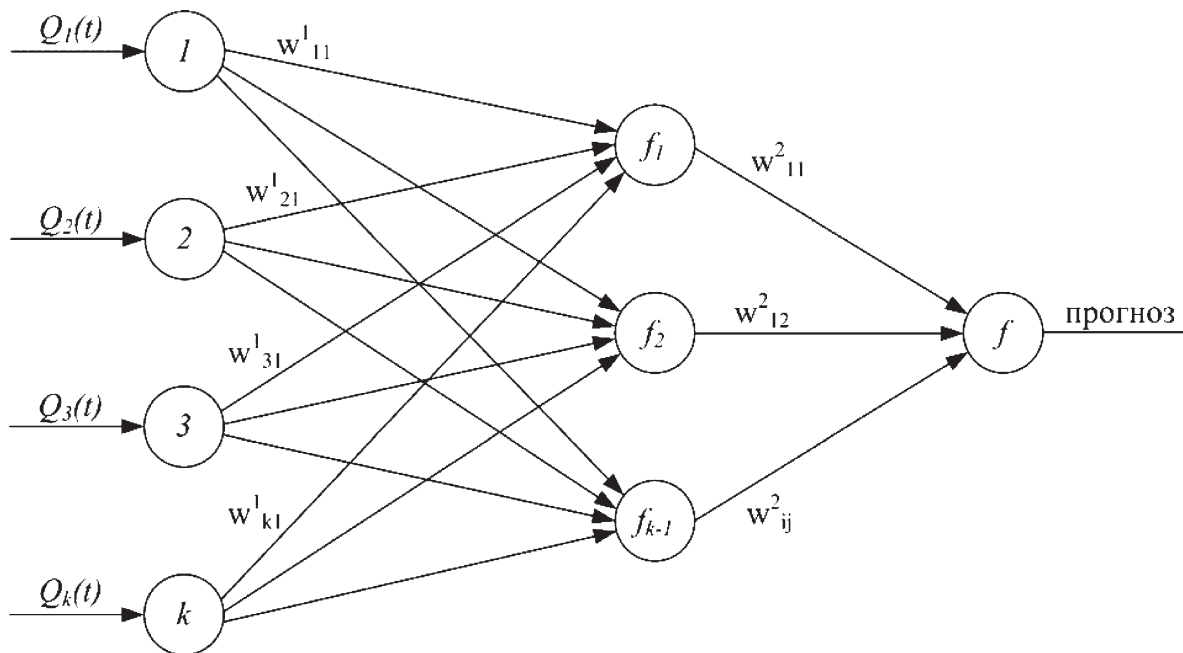 Q₁(t)
1
w¹₁₁
f₁
w²₁₁
w¹₂₁
Q₂(t)
2
w²₁₂
прогноз
f₂
f
w¹₃₁
Q₃(t)
3
w¹ₖ₁
fₖ₋₁
w²ᵢⱼ
Qₖ(t)
k